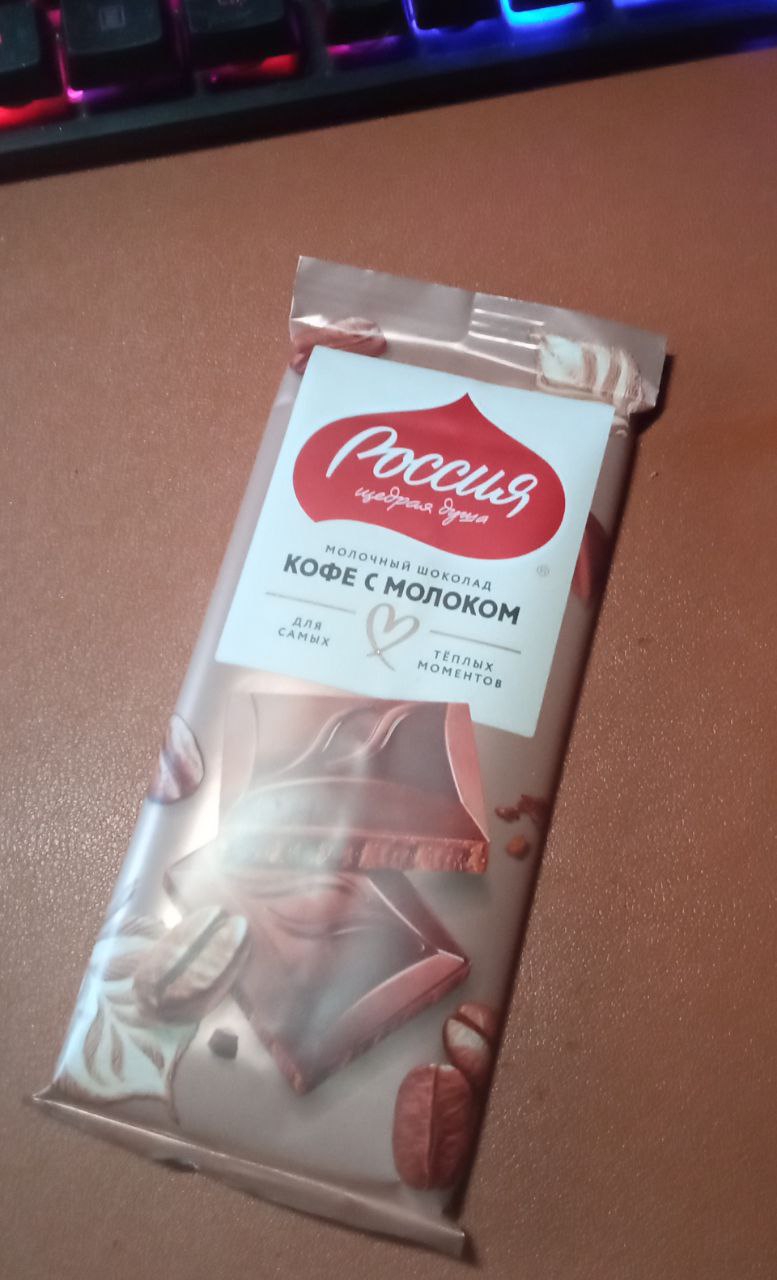 РОССИЯ
щедрая душа
®
МОЛОЧНЫЙ ШОКОЛАД
КОФЕ С МОЛОКОМ
ДЛЯ
САМЫХ
ТЁПЛЫХ
МОМЕНТОВ